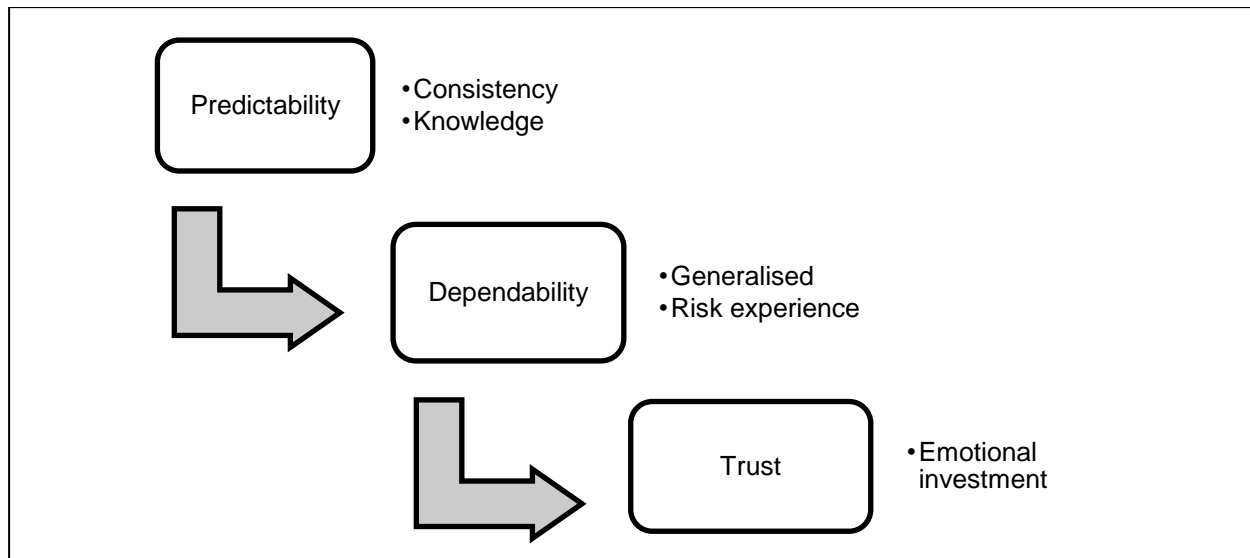 Predictability
•Consistency
•Knowledge
Dependability
•Generalised
•Risk experience
Trust
•Emotional
investment